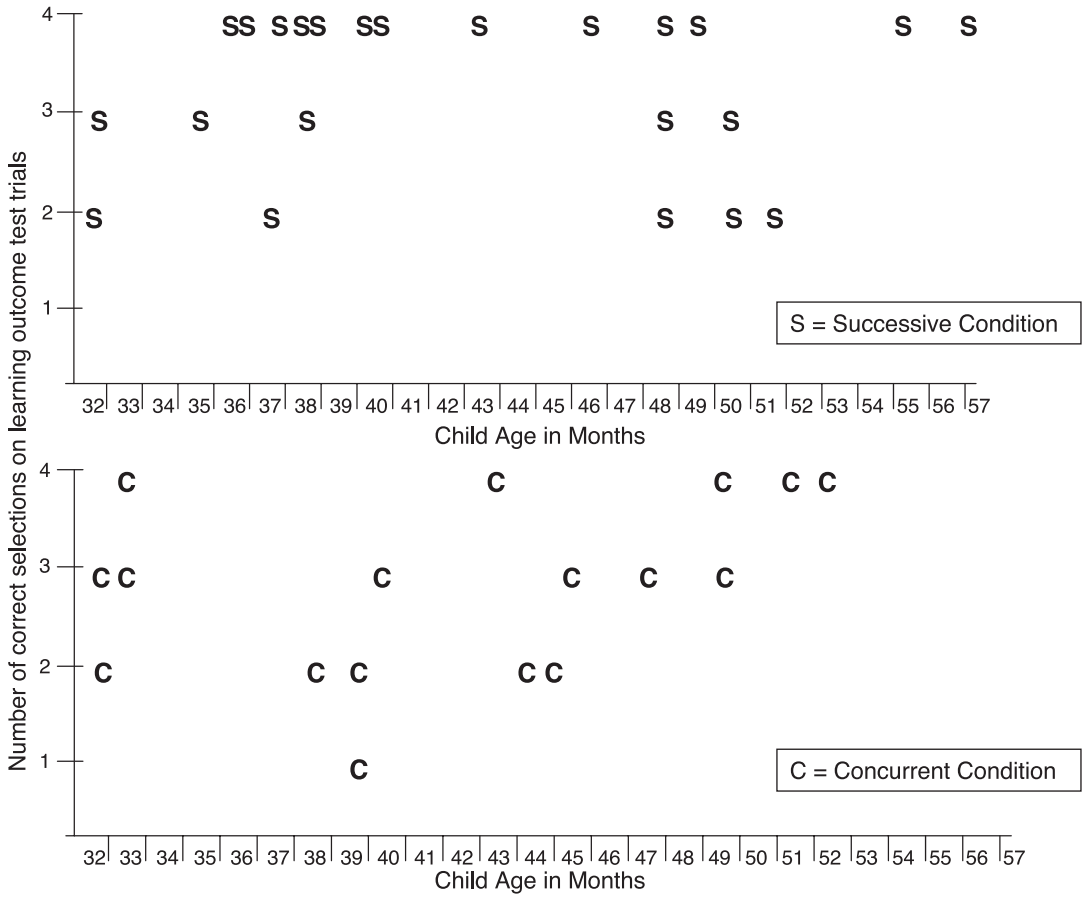 Number of correct selections on learning outcome test trials
4 S S S S S S S S S S S S S
3 S S S S S
2 S S S S S
1
S = Successive Condition
32 33 34 35 36 37 38 39 40 41 42 43 44 45 46 47 48 49 50 51 52 53 54 55 56 57
Child Age in Months
4 C C C C C
3 C C C C C C
2 C C C C C
1 C
C = Concurrent Condition
32 33 34 35 36 37 38 39 40 41 42 43 44 45 46 47 48 49 50 51 52 53 54 55 56 57
Child Age in Months